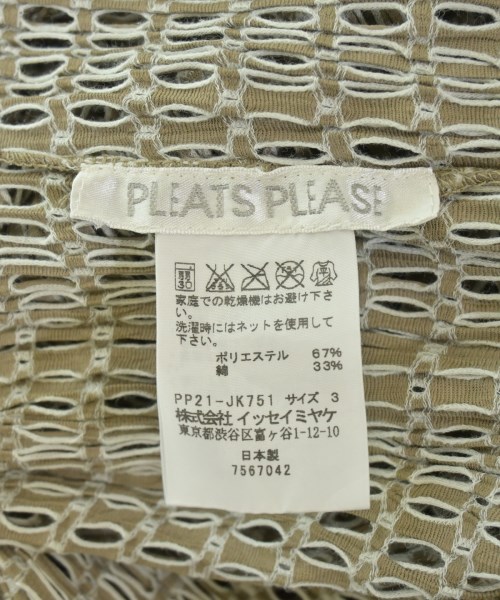 PLEATS PLEASE
30
家庭での乾燥機はお避け下さ
い。
洗濯時にはネットを使用して
下さい。
ポリエステル 67%
綿 33%
PP21-JK751 サイズ 3
株式会社 イッセイミヤケ
東京都渋谷区富ヶ谷1-12-10
日本製
7567042